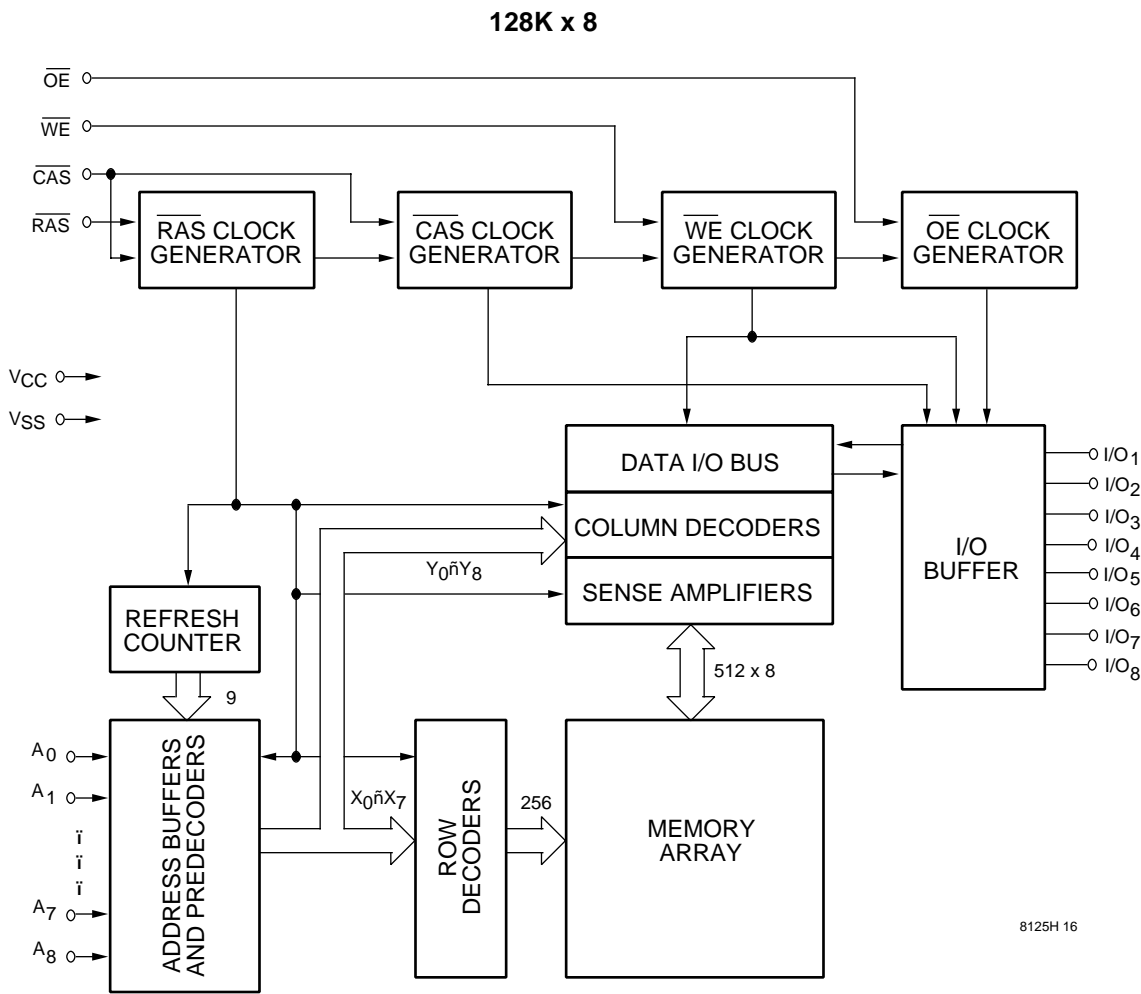 128K x 8
OE
WE
CAS
RAS
RAS CLOCK
GENERATOR
CAS CLOCK
GENERATOR
WE CLOCK
GENERATOR
OE CLOCK
GENERATOR
VCC
VSS
DATA I/O BUS
COLUMN DECODERS
SENSE AMPLIFIERS
I/O
BUFFER
I/O1
I/O2
I/O3
I/O4
I/O5
I/O6
I/O7
I/O8
Y0ñY8
REFRESH
COUNTER
9
512 x 8
A0
A1
ï
ï
ï
A7
A8
ADDRESS BUFFERS
AND PREDECODERS
X0ñX7
ROW
DECODERS
256
MEMORY
ARRAY
8125H 16